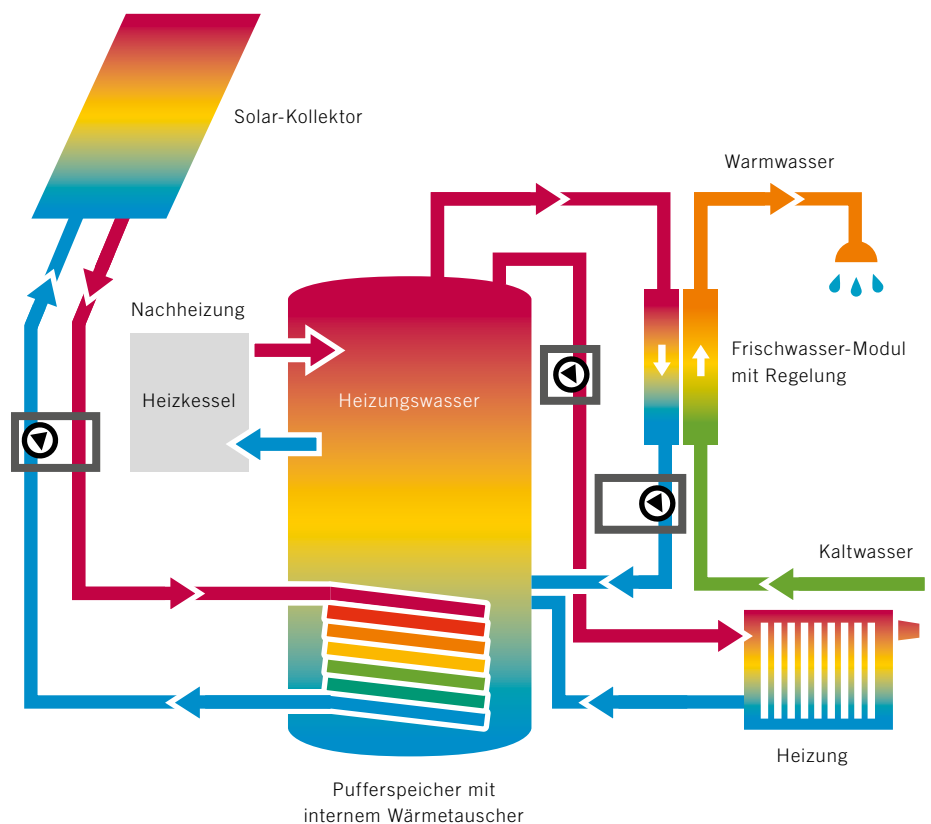 Solar-Kollektor
Warmwasser
Nachheizung
Frischwasser-Modul
mit Regelung
Heizkessel
Heizungswasser
Kaltwasser
Heizung
Pufferspeicher mit
internem Wärmetauscher